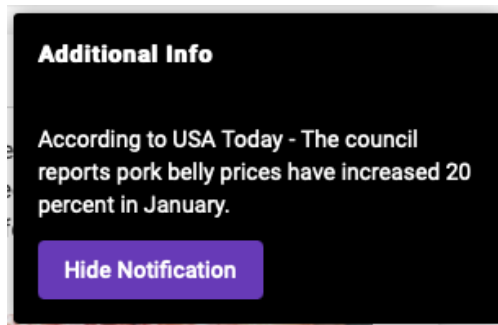 Additional Info
According to USA Today - The council
reports pork belly prices have increased 20
percent in January.
Hide Notification